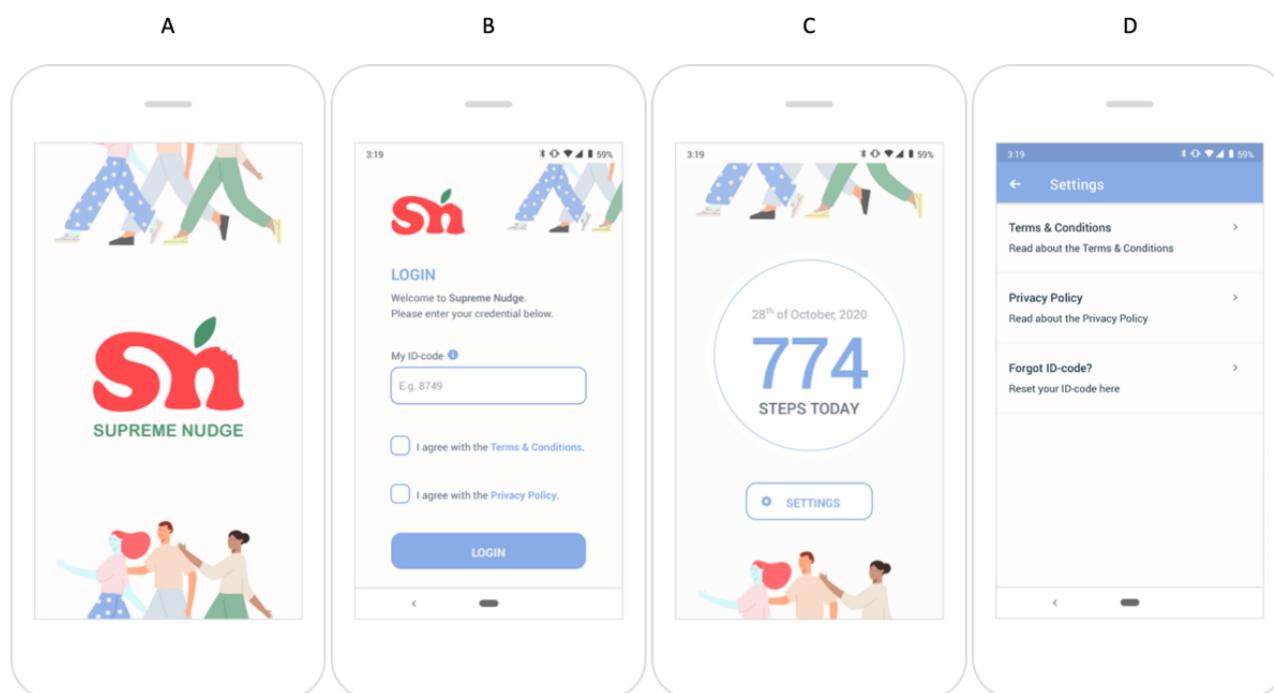 A
B
C
D
Sn
SUPREME NUDGE
3:19
59%
Sn
LOGIN
Welcome to Supreme Nudge.
Please enter your credential below.
My ID-code
E.g. 8749
I agree with the Terms & Conditions.
I agree with the Privacy Policy.
LOGIN
3:19
59%
28th of October, 2020
774
STEPS TODAY
SETTINGS
3:19
59%
Settings
Terms & Conditions
Read about the Terms & Conditions
Privacy Policy
Read about the Privacy Policy
Forgot ID-code?
Reset your ID-code here